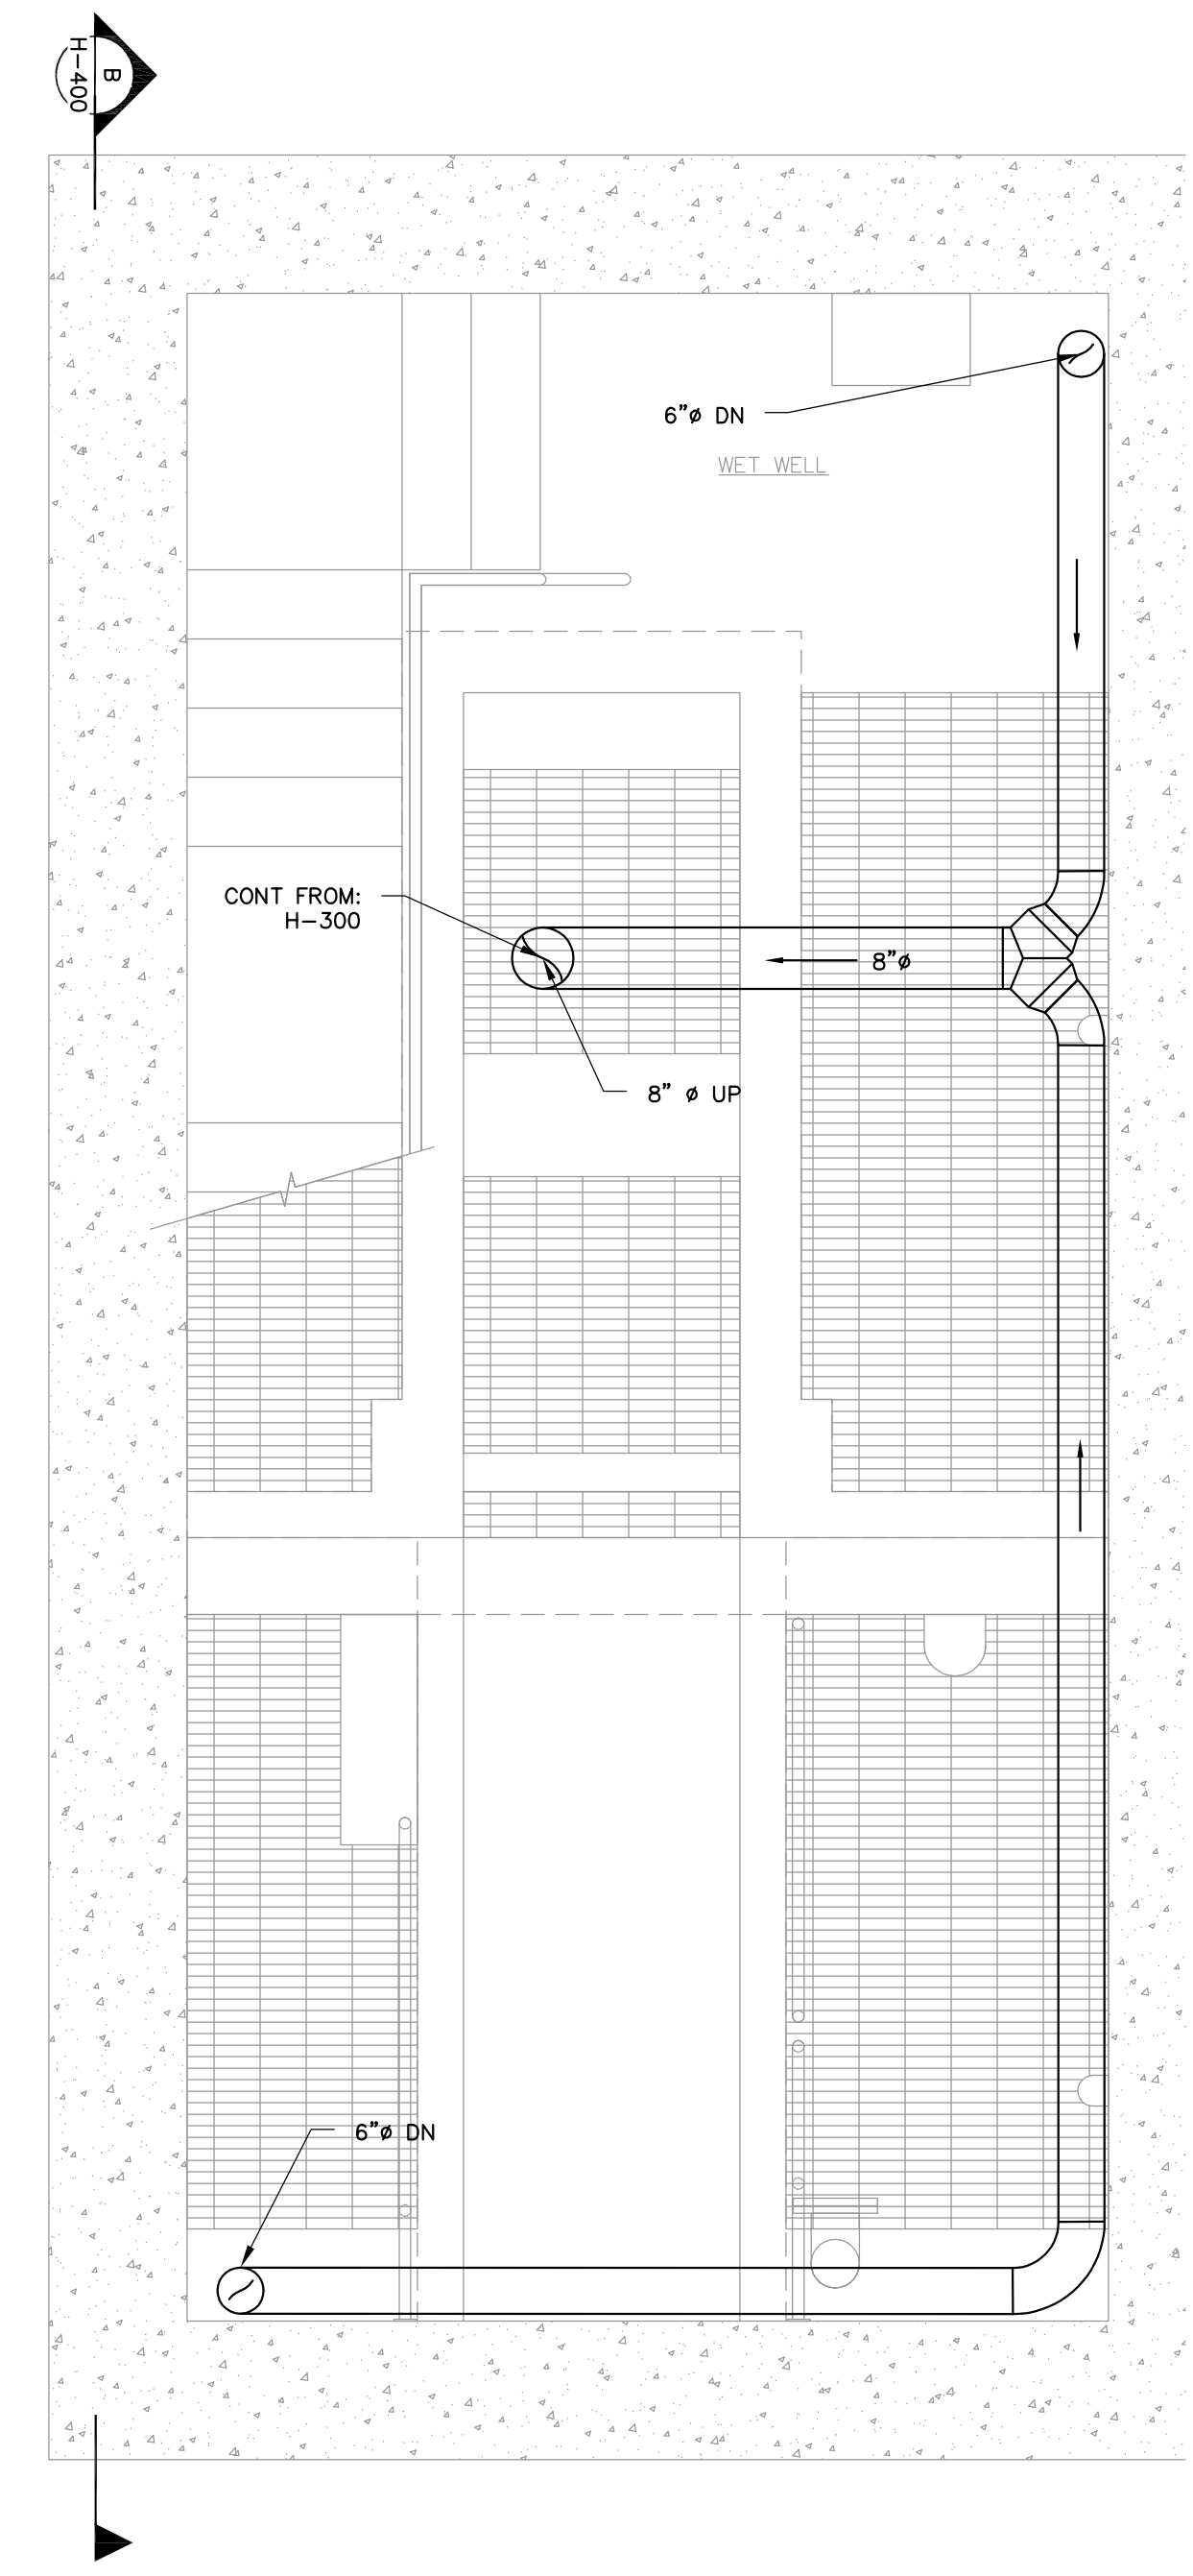 B
H-400
6"ø DN
WET WELL
CONT FROM:
H-300
8"ø
8" ø UP
6"ø DN